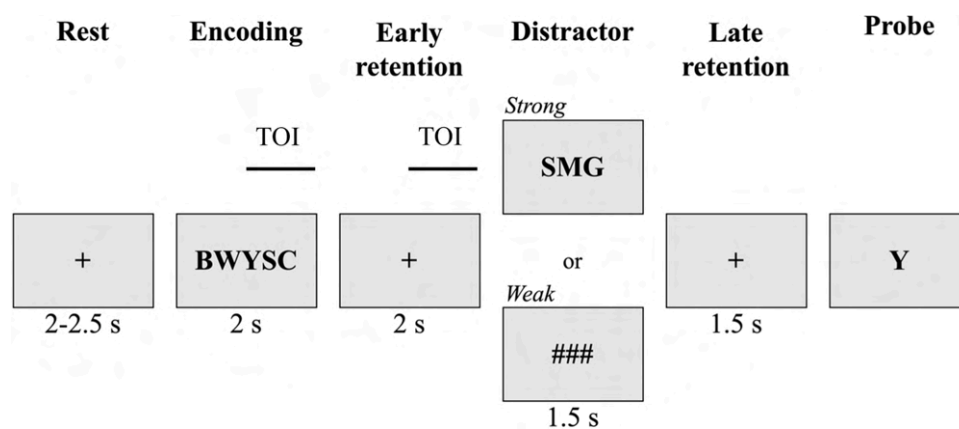 Rest
Encoding
Early
retention
Distractor
Late
retention
Probe
TOI
TOI
Strong
SMG
+
BWYSC
+
or
+
Y
Weak
###
2-2.5 s
2 s
2 s
1.5 s
1.5 s